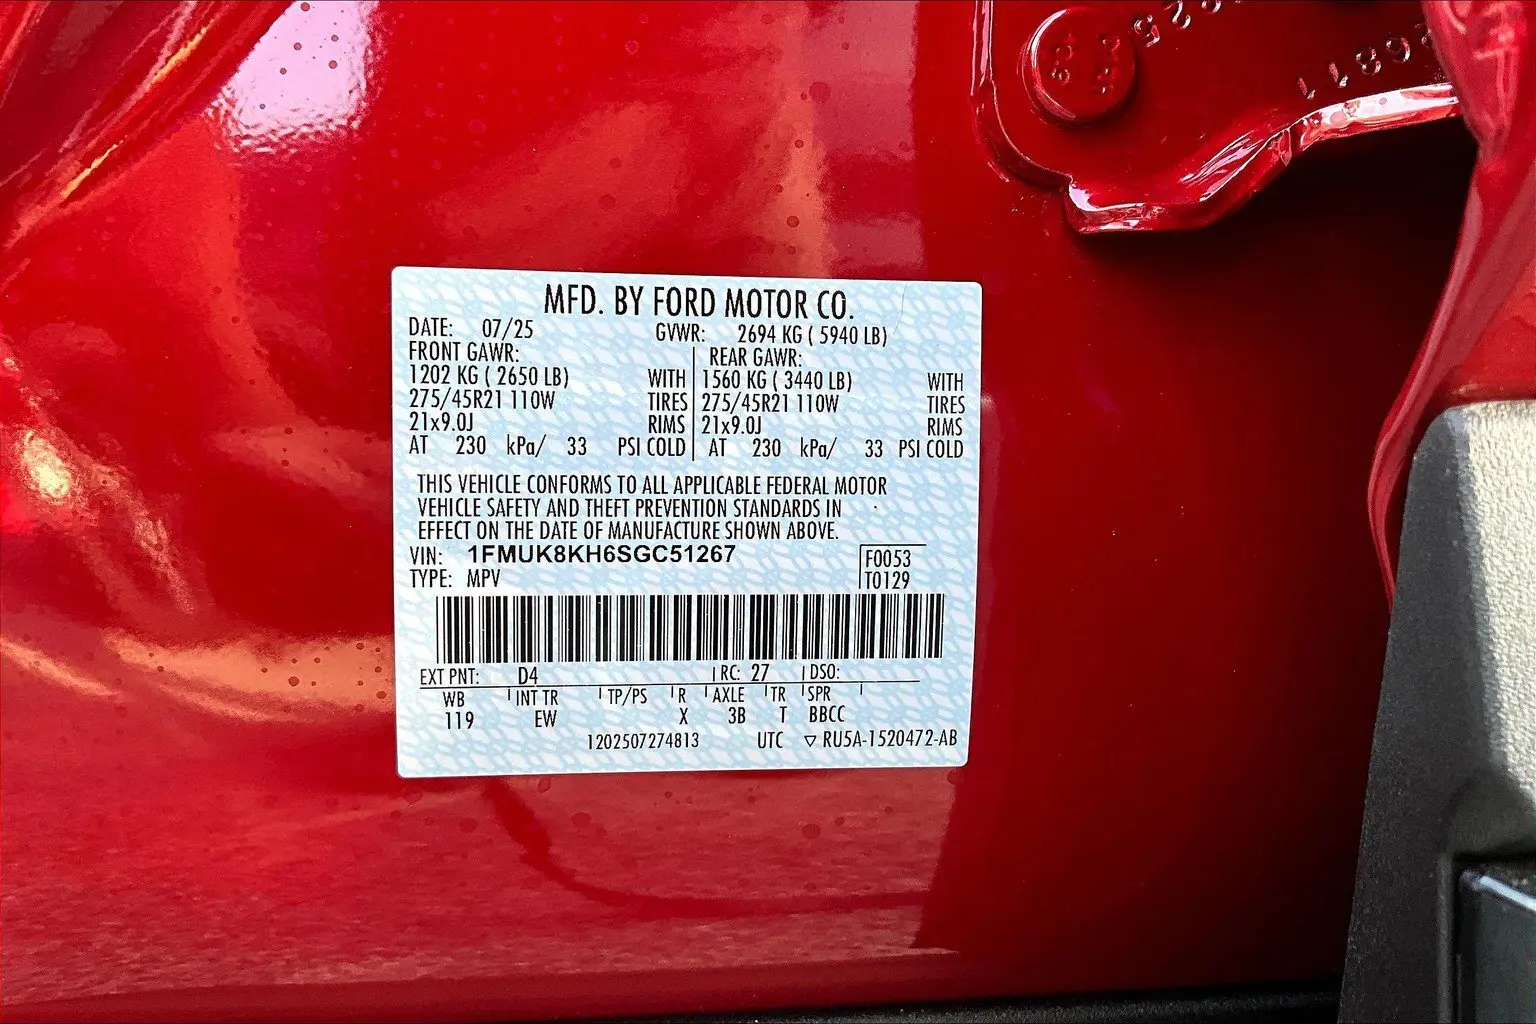 MFD. BY FORD MOTOR CO.
DATE: 07/25 GVWR: 2694 KG ( 5940 LB)
FRONT GAWR: REAR GAWR:
1202 KG ( 2650 LB) WITH 1560 KG ( 3440 LB) WITH
275/45R21 110W TIRES 275/45R21 110W TIRES
21x9.0J RIMS 21x9.0J RIMS
AT 230 kPa/ 33 PSI COLD AT 230 kPa/ 33 PSI COLD
THIS VEHICLE CONFORMS TO ALL APPLICABLE FEDERAL MOTOR
VEHICLE SAFETY AND THEFT PREVENTION STANDARDS IN
EFFECT ON THE DATE OF MANUFACTURE SHOWN ABOVE.
VIN: 1FMUK8KH6SGC51267 F0053
TYPE: MPV T0129
EXT PNT: D4 RC: 27 DSO:
WB INT TR TP/PS R AXLE TR SPR
119 EW X 3B T BBCC
1202507274813 UTC ▽ RU5A-1520472-AB